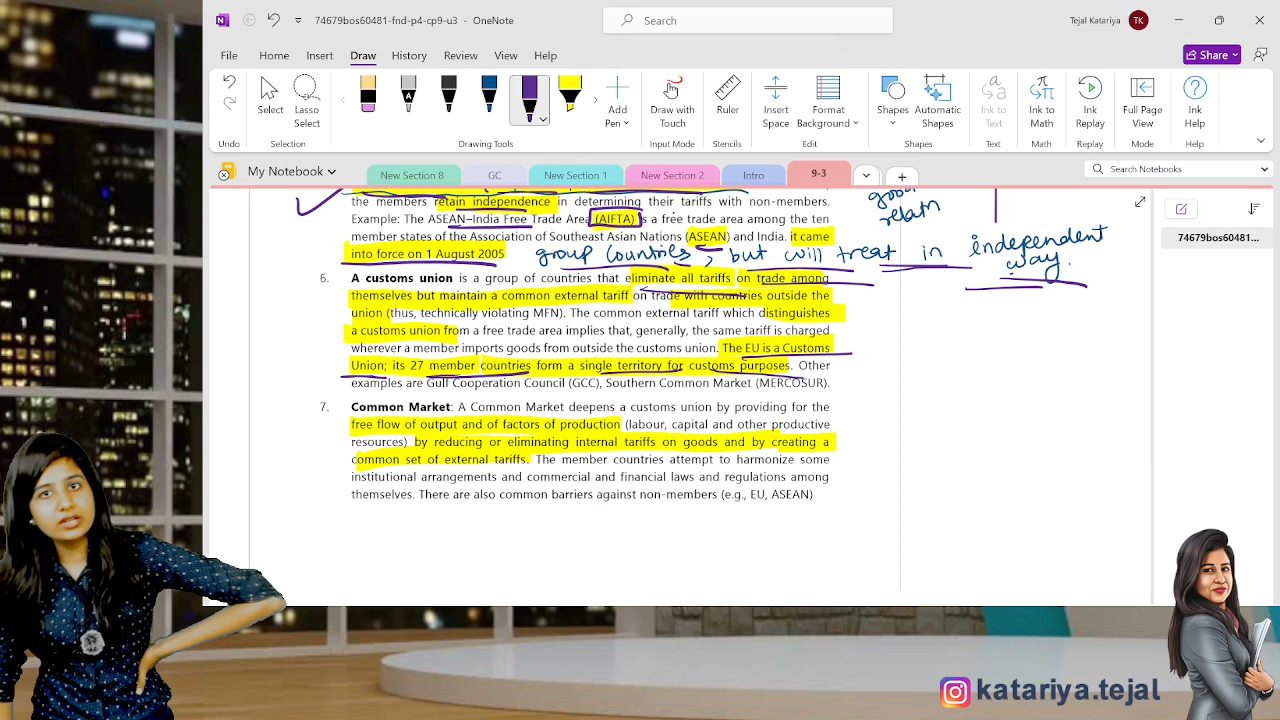 74679bos60481-fnd-p4-cp9-u3 - OneNote
Search
Tejal Katariya TK
File Home Insert Draw History Review View Help
Share
Select Lasso Select Add Pen Draw with Touch Ruler Insert Space Format Background Shapes Automatic Shapes Ink to Text Ink to Math Ink Replay Full Page View Ink Help
Undo Selection Drawing Tools Input Mode Stencils Edit Shapes Math Replay Mode Help
My Notebook New Section 8 GC New Section 1 New Section 2 Intro 9-3 Search Notebooks
74679bos60481...
the members retain independence in determining their tariffs with non-members.
good
relatn
Example: The ASEAN–India Free Trade Area (AIFTA) is a free trade area among the ten
member states of the Association of Southeast Asian Nations (ASEAN) and India. it came
into force on 1 August 2005
group Countries, but will treat in independent
way.
6. A customs union is a group of countries that eliminate all tariffs on trade among
themselves but maintain a common external tariff on trade with countries outside the
union (thus, technically violating MFN). The common external tariff which distinguishes
a customs union from a free trade area implies that, generally, the same tariff is charged
wherever a member imports goods from outside the customs union. The EU is a Customs
Union; its 27 member countries form a single territory for customs purposes. Other
examples are Gulf Cooperation Council (GCC), Southern Common Market (MERCOSUR).
7. Common Market: A Common Market deepens a customs union by providing for the
free flow of output and of factors of production (labour, capital and other productive
resources) by reducing or eliminating internal tariffs on goods and by creating a
common set of external tariffs. The member countries attempt to harmonize some
institutional arrangements and commercial and financial laws and regulations among
themselves. There are also common barriers against non-members (e.g., EU, ASEAN)
katariya.tejal